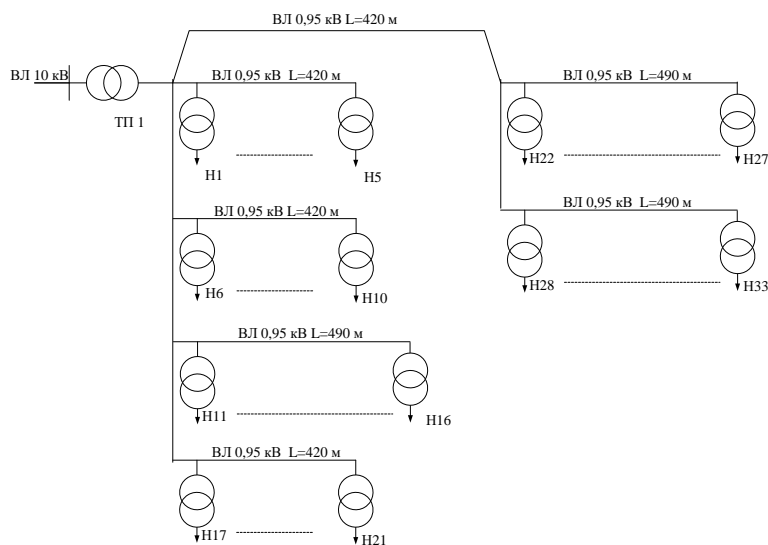 ВЛ 0,95 кВ L=420 м
ВЛ 10 кВ
ВЛ 0,95 кВ L=420 м
ВЛ 0,95 кВ L=490 м
ТП 1
Н1
Н5
Н22
Н27
ВЛ 0,95 кВ L=420 м
ВЛ 0,95 кВ L=490 м
Н6
Н10
Н28
Н33
ВЛ 0,95 кВ L=490 м
Н11
Н16
ВЛ 0,95 кВ L=420 м
Н17
Н21